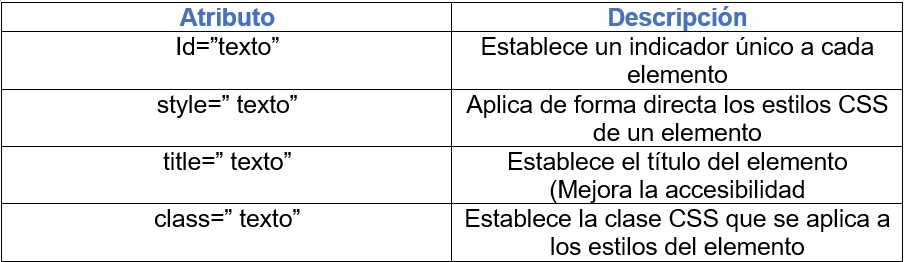 Atributo Descripción
Id=”texto” Establece un indicador único a cada
elemento
style=” texto” Aplica de forma directa los estilos CSS
de un elemento
title=” texto” Establece el título del elemento
(Mejora la accesibilidad
class=” texto” Establece la clase CSS que se aplica a
los estilos del elemento